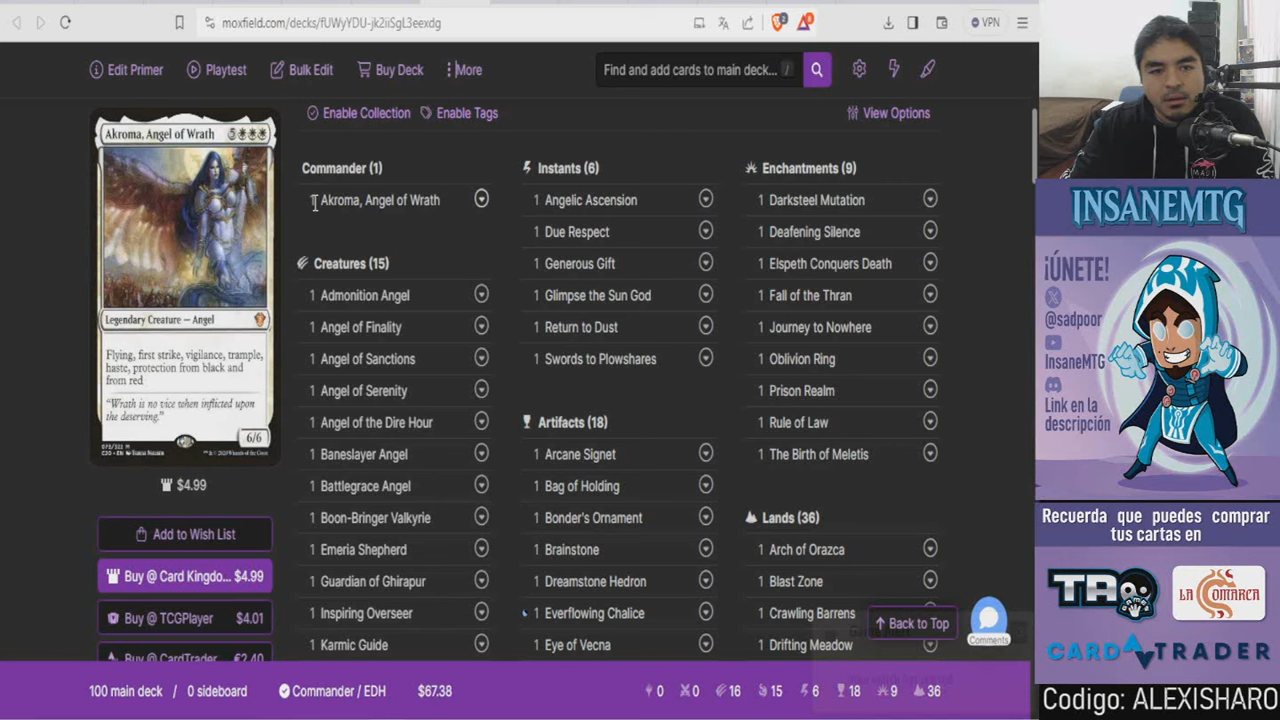 moxfield.com/decks/fUWyYDU-jk2iiSgL3eexdg
VPN
Edit Primer
Playtest
Bulk Edit
Buy Deck
More
Find and add cards to main deck...
/
Enable Collection
Enable Tags
View Options
Akroma, Angel of Wrath
5
Legendary Creature — Angel
Flying, first strike, vigilance, trample,
haste, protection from black and
from red
"Wrath is no vice when inflicted upon
the deserving."
6/6
$4.99
Add to Wish List
Buy @ Card Kingdo... $4.99
Buy @ TCGPlayer $4.01
Buy @ CardTrader €2.40
Commander (1)
1 Akroma, Angel of Wrath
Creatures (15)
1 Admonition Angel
1 Angel of Finality
1 Angel of Sanctions
1 Angel of Serenity
1 Angel of the Dire Hour
1 Baneslayer Angel
1 Battlegrace Angel
1 Boon-Bringer Valkyrie
1 Emeria Shepherd
1 Guardian of Ghirapur
1 Inspiring Overseer
1 Karmic Guide
Instants (6)
1 Angelic Ascension
1 Due Respect
1 Generous Gift
1 Glimpse the Sun God
1 Return to Dust
1 Swords to Plowshares
Artifacts (18)
1 Arcane Signet
1 Bag of Holding
1 Bonder's Ornament
1 Brainstone
1 Dreamstone Hedron
1 Everflowing Chalice
1 Eye of Vecna
Enchantments (9)
1 Darksteel Mutation
1 Deafening Silence
1 Elspeth Conquers Death
1 Fall of the Thran
1 Journey to Nowhere
1 Oblivion Ring
1 Prison Realm
1 Rule of Law
1 The Birth of Meletis
Lands (36)
1 Arch of Orazca
1 Blast Zone
1 Crawling Barrens
1 Drifting Meadow
Back to Top
Comments
100 main deck / 0 sideboard
Commander / EDH
$67.38
0
0
16
15
6
18
9
36
INSANEMTG
¡ÚNETE!
@sadpoor
InsaneMTG
Link en la
descripción
Recuerda que puedes comprar
tus cartas en
LA COMARCA
CARD TRADER
Codigo: ALEXISHARO